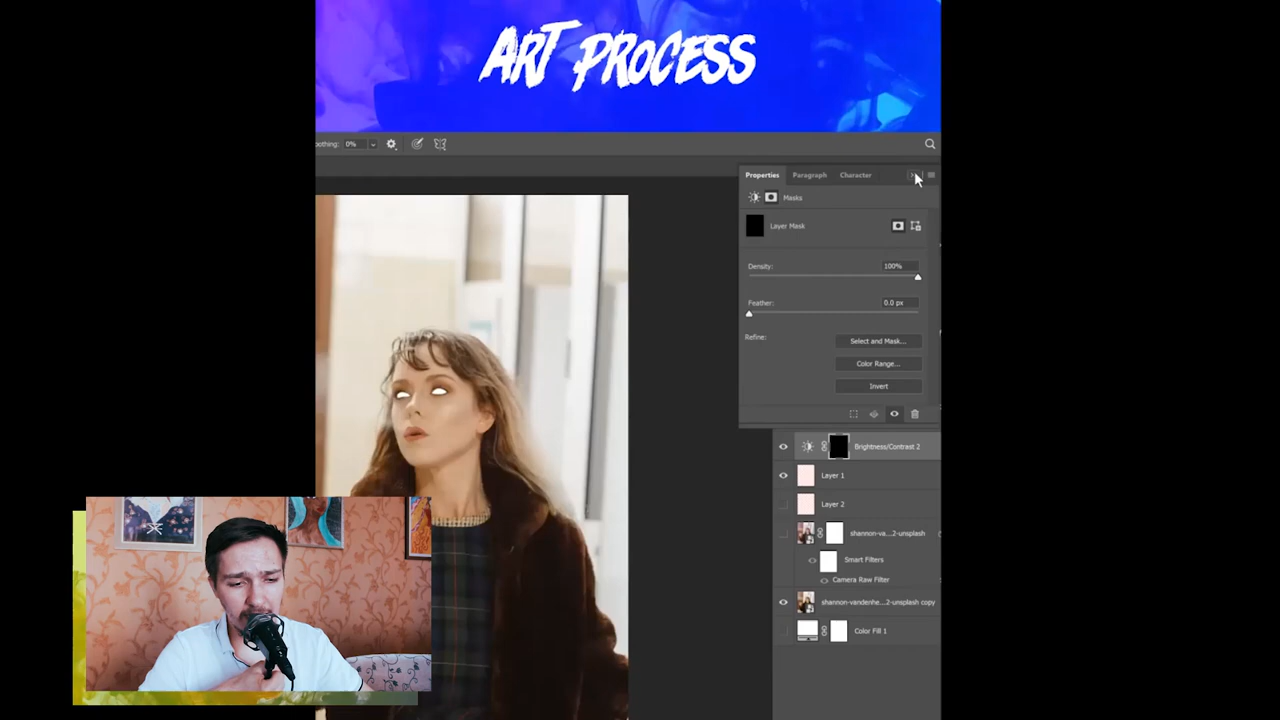 ART PROCESS
oothing: 0%
Properties Paragraph Character
Masks
Layer Mask
Density: 100%
Feather: 0.0 px
Refine:
Select and Mask...
Color Range...
Invert
Brightness/Contrast 2
Layer 1
Layer 2
shannon-va...2-unsplash
Smart Filters
Camera Raw Filter
shannon-vandenhe...2-unsplash copy
Color Fill 1